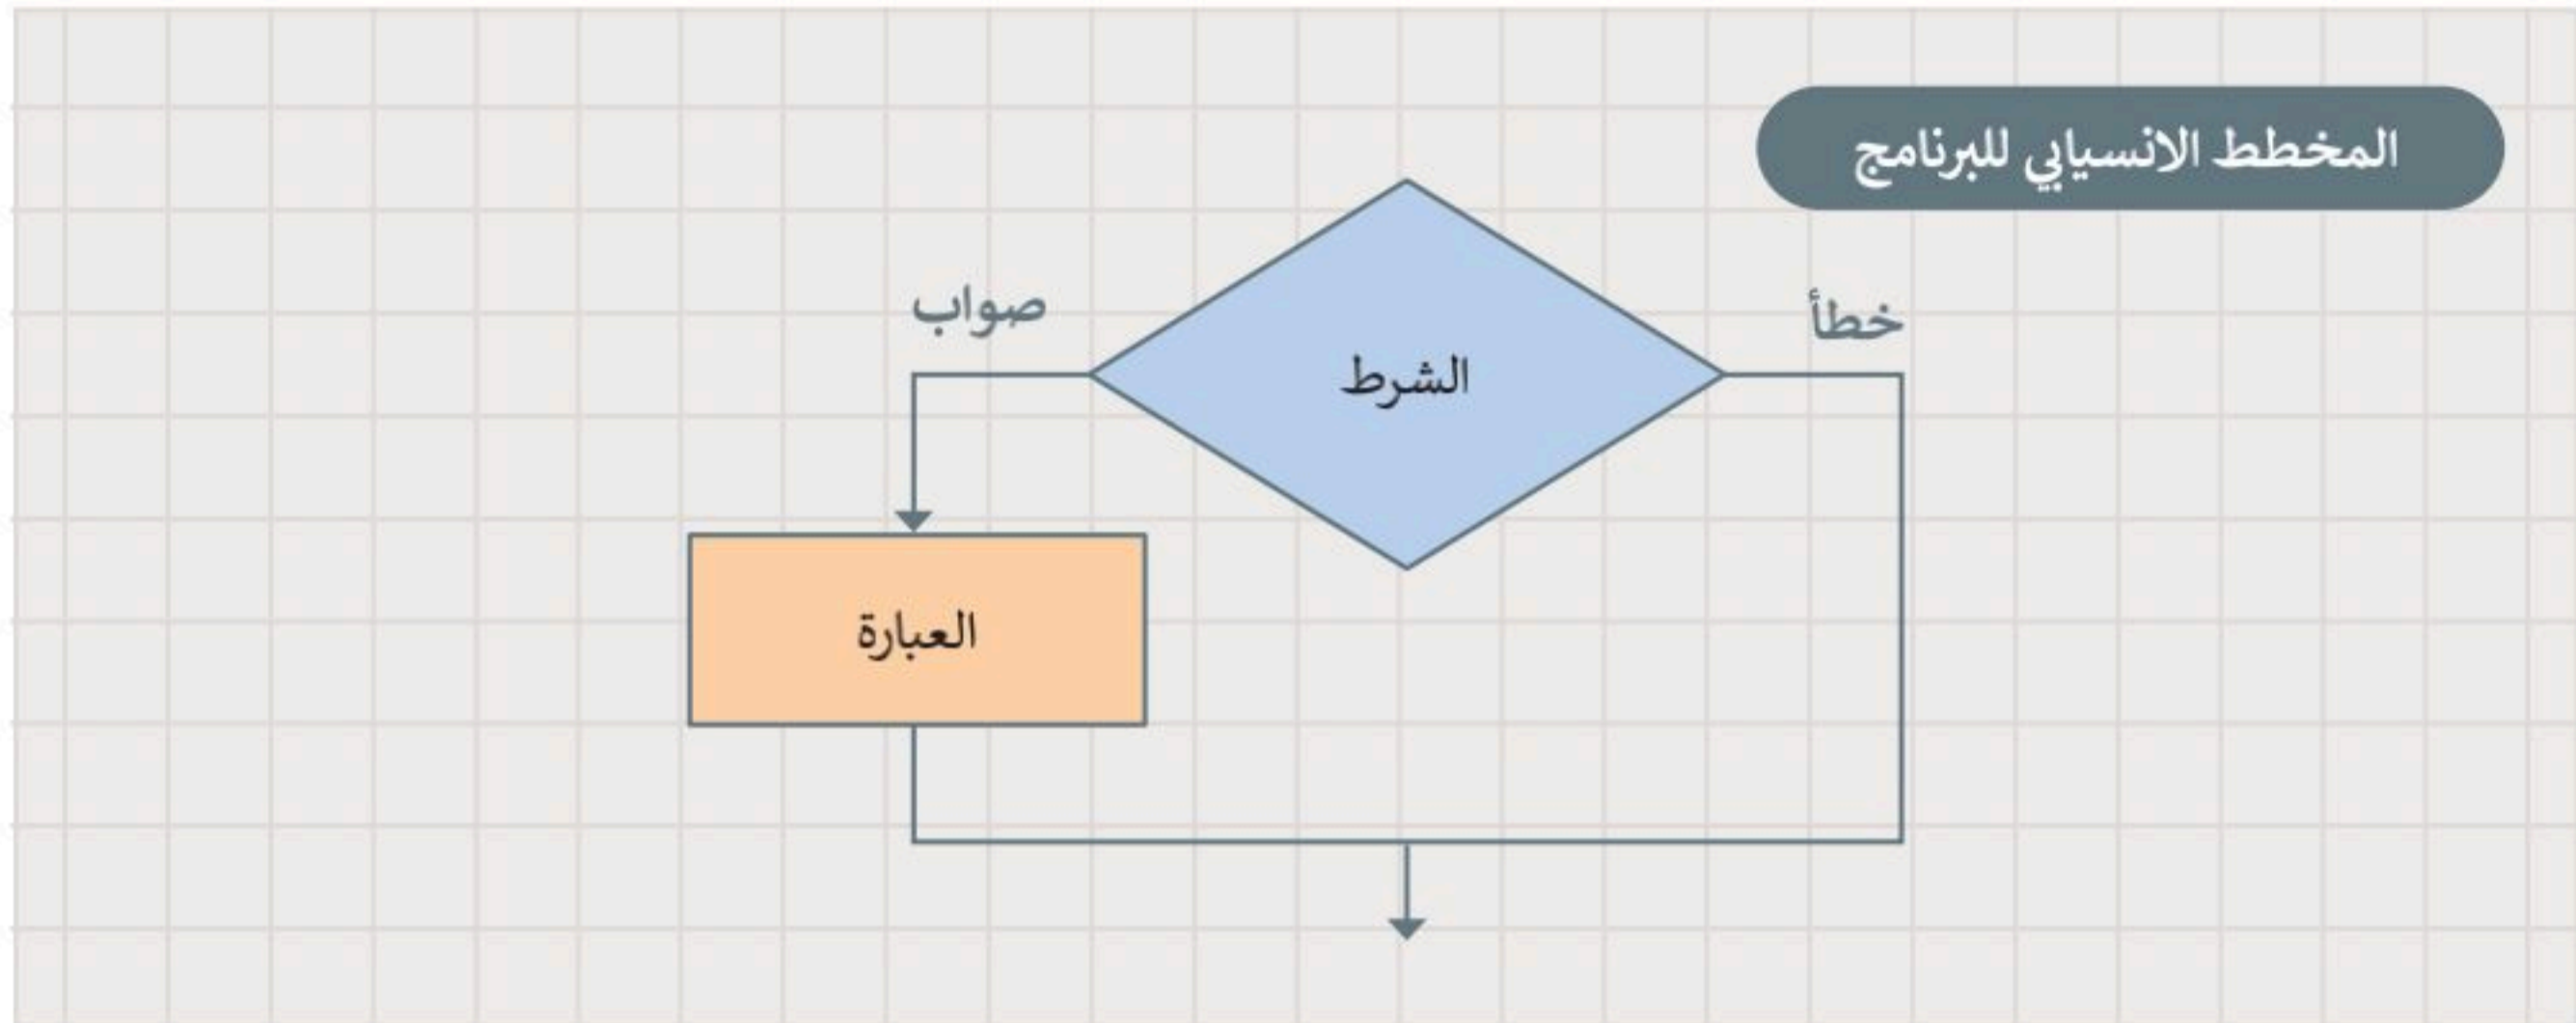 المخطط الانسيابي للبرنامج
خطأ
صواب
الشرط
العبارة